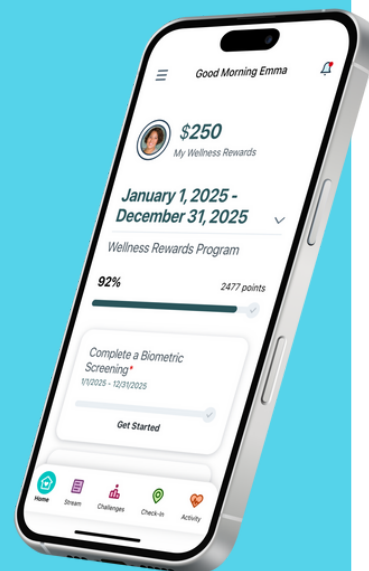 Good Morning Emma
$250
My Wellness Rewards
January 1, 2025 -
December 31, 2025
Wellness Rewards Program
92%
2477 points
Complete a Biometric
Screening*
1/1/2025 - 12/31/2025
Get Started
Home
Stream
Challenges
Check-In
Activity